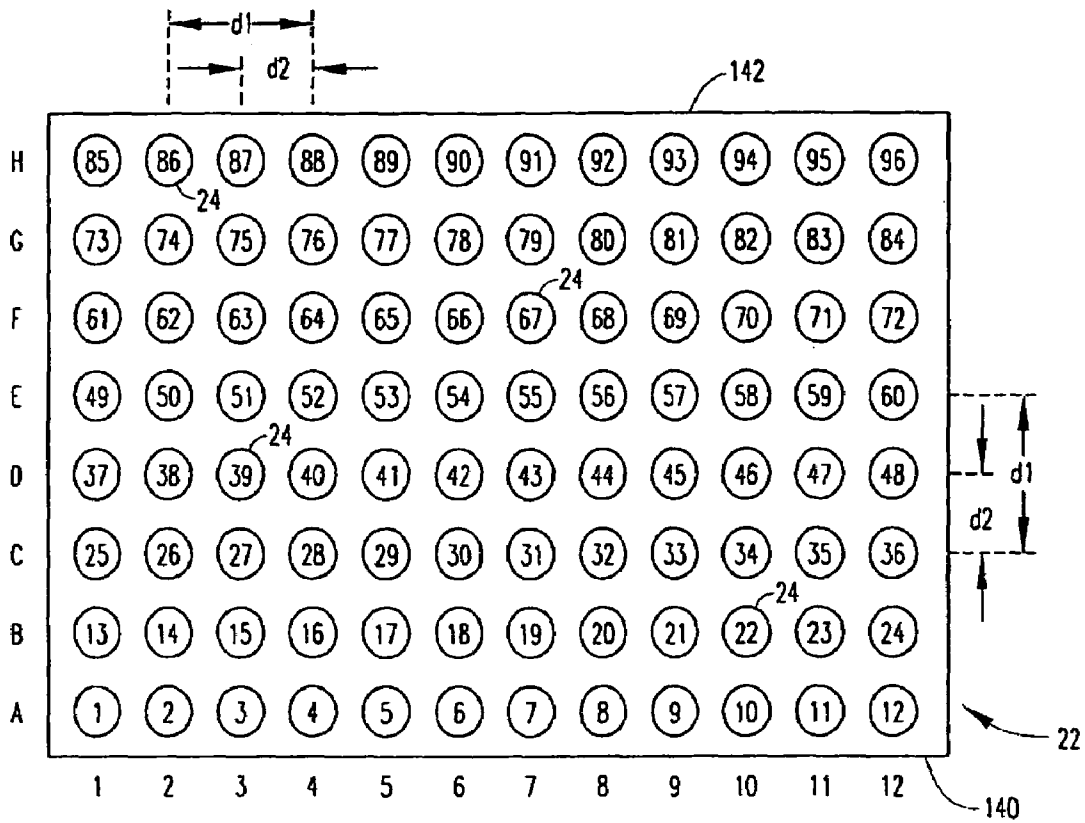 d1
d2
142
H 85 86 87 88 89 90 91 92 93 94 95 96
24
G 73 74 75 76 77 78 79 80 81 82 83 84
24
F 61 62 63 64 65 66 67 68 69 70 71 72
E 49 50 51 52 53 54 55 56 57 58 59 60
24
D 37 38 39 40 41 42 43 44 45 46 47 48
d1
d2
C 25 26 27 28 29 30 31 32 33 34 35 36
24
B 13 14 15 16 17 18 19 20 21 22 23 24
A 1 2 3 4 5 6 7 8 9 10 11 12
22
1 2 3 4 5 6 7 8 9 10 11 12
140